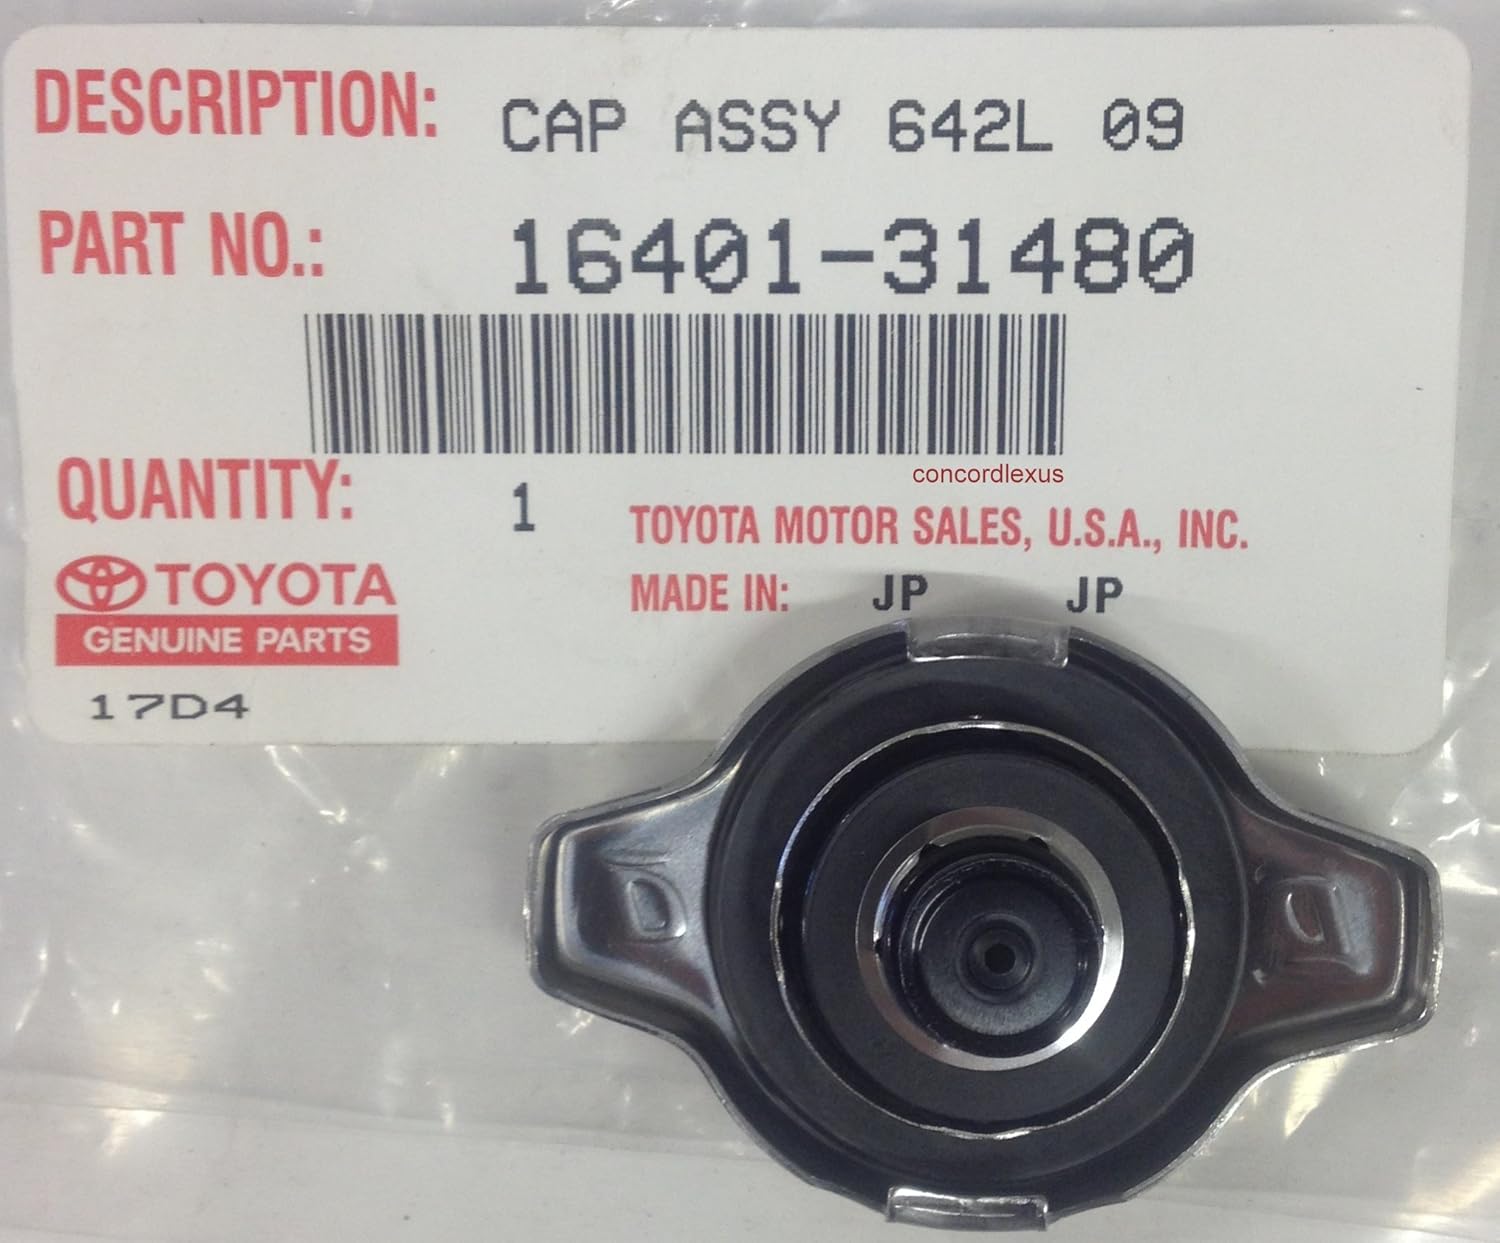 DESCRIPTION: CAP ASSY 642L 09
PART NO.: 16401-31480
concordlexus
QUANTITY: 1
TOYOTA MOTOR SALES, U.S.A., INC.
MADE IN: JP JP
TOYOTA
GENUINE PARTS
17D4